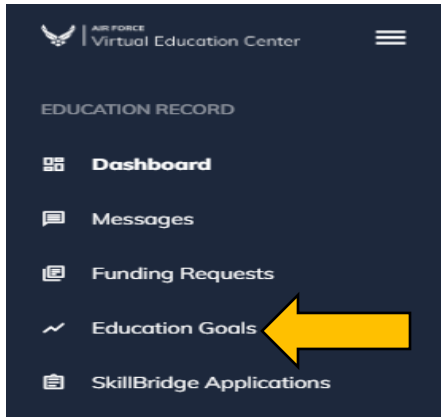 AIR FORCE
Virtual Education Center
EDUCATION RECORD
Dashboard
Messages
Funding Requests
Education Goals
SkillBridge Applications